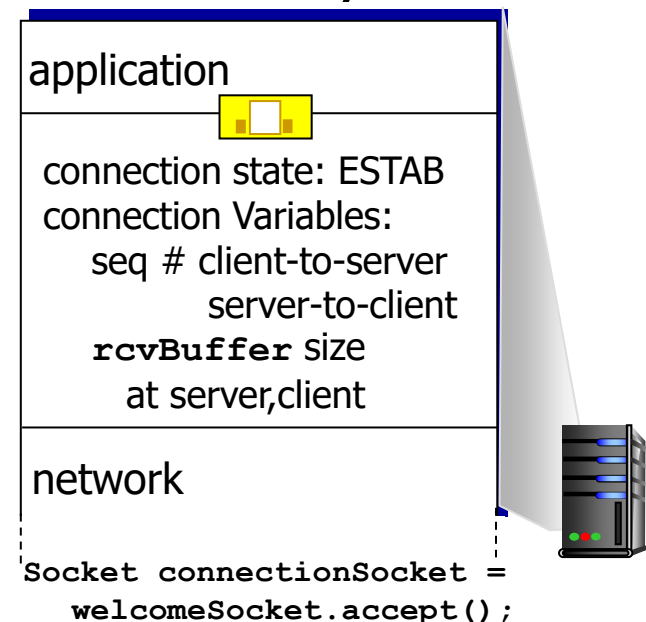 application
connection state: ESTAB
connection Variables:
seq # client-to-server
server-to-client
rcvBuffer size
at server,client
network
Socket connectionSocket =
welcomeSocket.accept();